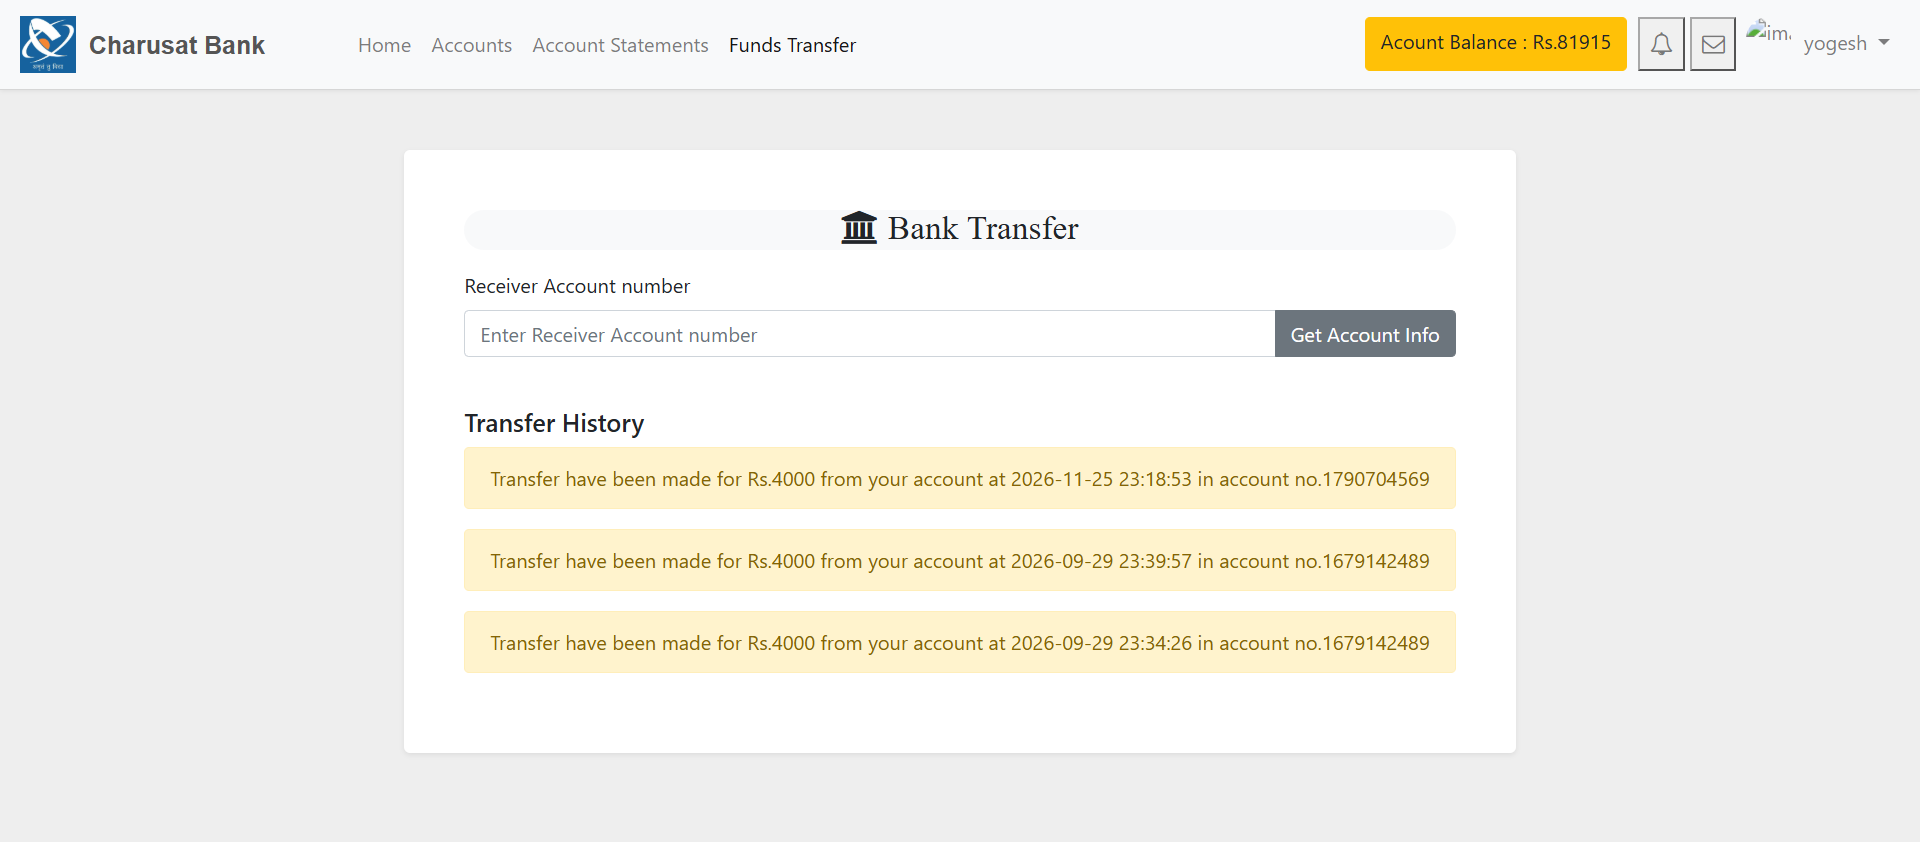 Charusat Bank
Home Accounts Account Statements Funds Transfer
Acount Balance : Rs.81915
yogesh
Bank Transfer
Receiver Account number
Enter Receiver Account number
Get Account Info
Transfer History
Transfer have been made for Rs.4000 from your account at 2026-11-25 23:18:53 in account no.1790704569
Transfer have been made for Rs.4000 from your account at 2026-09-29 23:39:57 in account no.1679142489
Transfer have been made for Rs.4000 from your account at 2026-09-29 23:34:26 in account no.1679142489